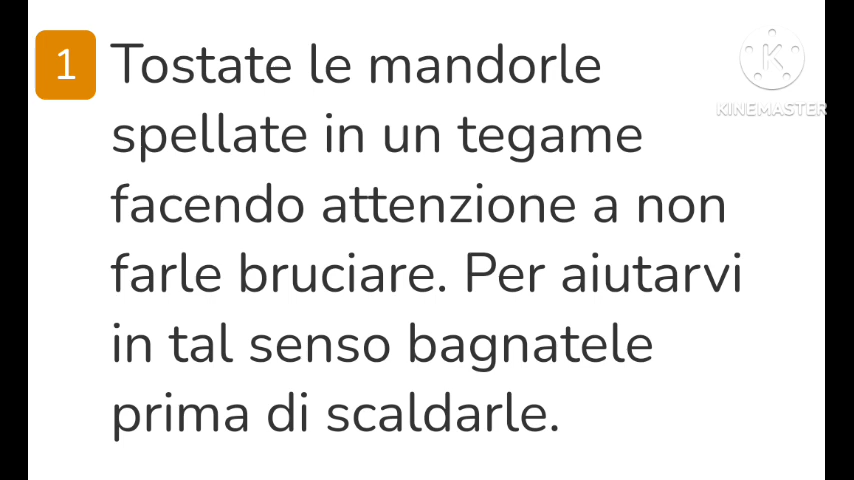 1
Tostate le mandorle
spellate in un tegame
facendo attenzione a non
farle bruciare. Per aiutarvi
in tal senso bagnatele
prima di scaldarle.
K
KINEMASTER